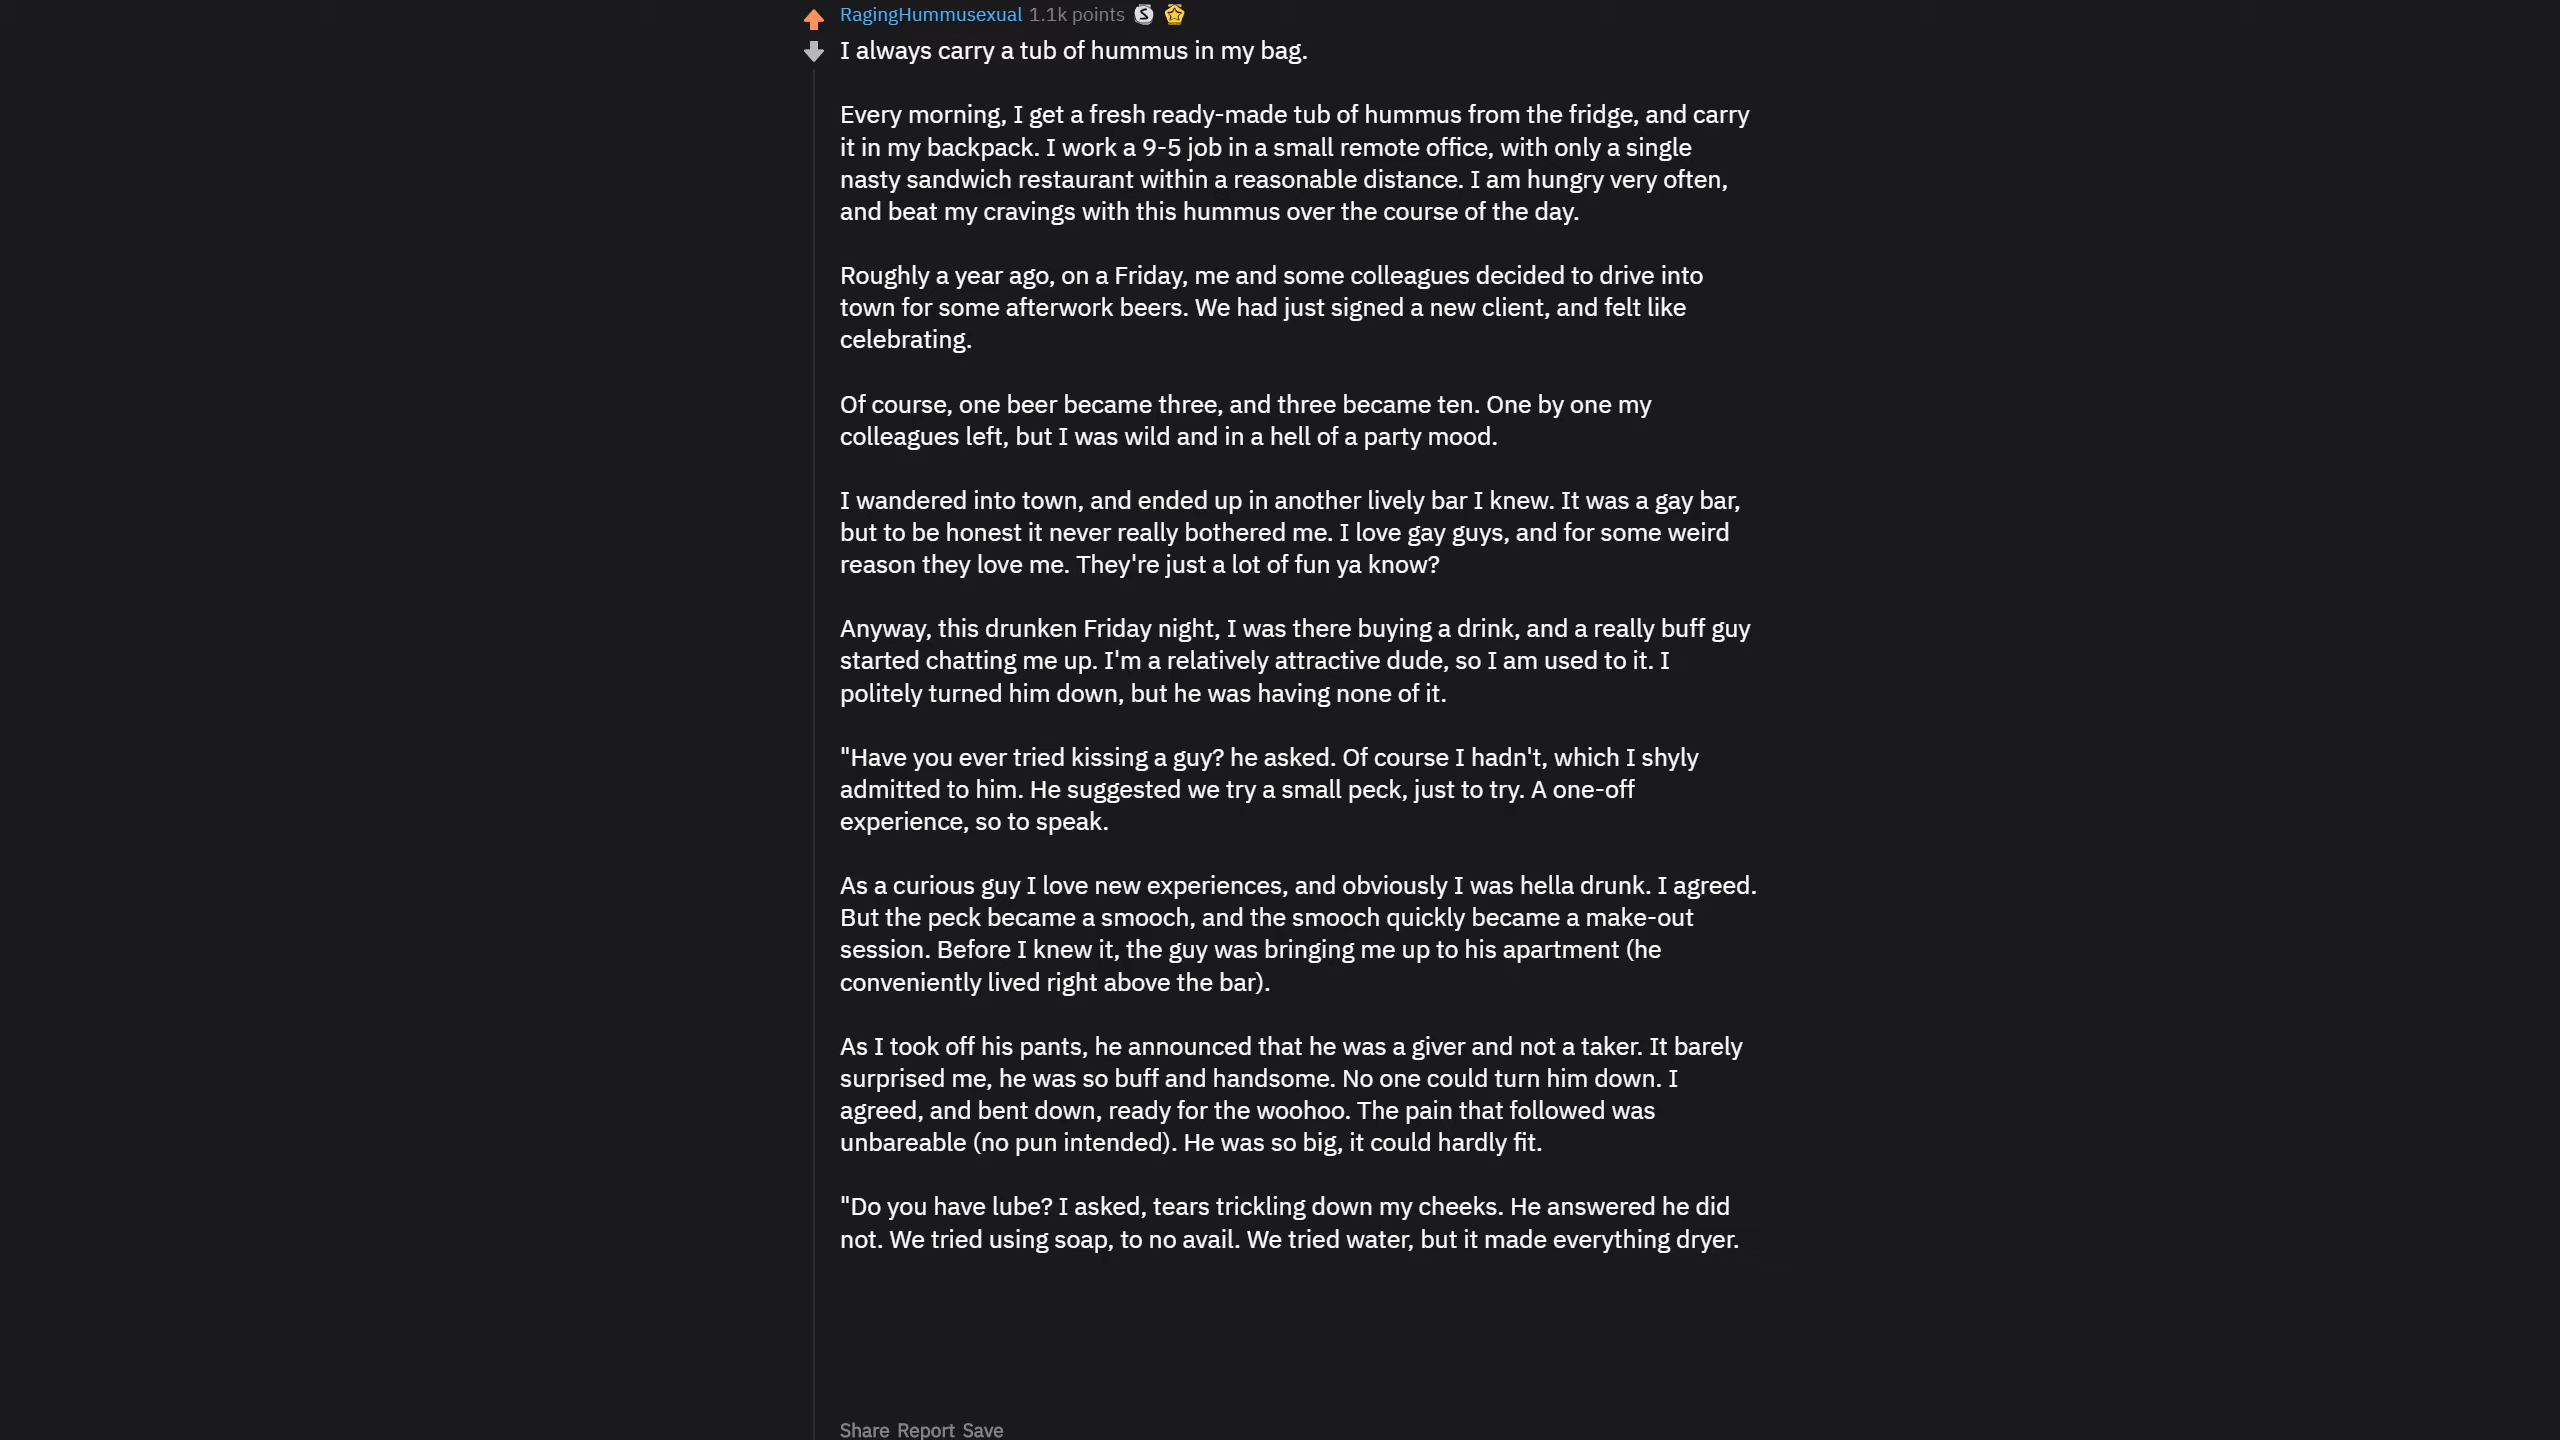 RagingHummusexual 1.1k points
I always carry a tub of hummus in my bag.
Every morning, I get a fresh ready-made tub of hummus from the fridge, and carry
it in my backpack. I work a 9-5 job in a small remote office, with only a single
nasty sandwich restaurant within a reasonable distance. I am hungry very often,
and beat my cravings with this hummus over the course of the day.
Roughly a year ago, on a Friday, me and some colleagues decided to drive into
town for some afterwork beers. We had just signed a new client, and felt like
celebrating.
Of course, one beer became three, and three became ten. One by one my
colleagues left, but I was wild and in a hell of a party mood.
I wandered into town, and ended up in another lively bar I knew. It was a gay bar,
but to be honest it never really bothered me. I love gay guys, and for some weird
reason they love me. They're just a lot of fun ya know?
Anyway, this drunken Friday night, I was there buying a drink, and a really buff guy
started chatting me up. I'm a relatively attractive dude, so I am used to it. I
politely turned him down, but he was having none of it.
"Have you ever tried kissing a guy? he asked. Of course I hadn't, which I shyly
admitted to him. He suggested we try a small peck, just to try. A one-off
experience, so to speak.
As a curious guy I love new experiences, and obviously I was hella drunk. I agreed.
But the peck became a smooch, and the smooch quickly became a make-out
session. Before I knew it, the guy was bringing me up to his apartment (he
conveniently lived right above the bar).
As I took off his pants, he announced that he was a giver and not a taker. It barely
surprised me, he was so buff and handsome. No one could turn him down. I
agreed, and bent down, ready for the woohoo. The pain that followed was
unbareable (no pun intended). He was so big, it could hardly fit.
"Do you have lube? I asked, tears trickling down my cheeks. He answered he did
not. We tried using soap, to no avail. We tried water, but it made everything dryer.
Share Report Save